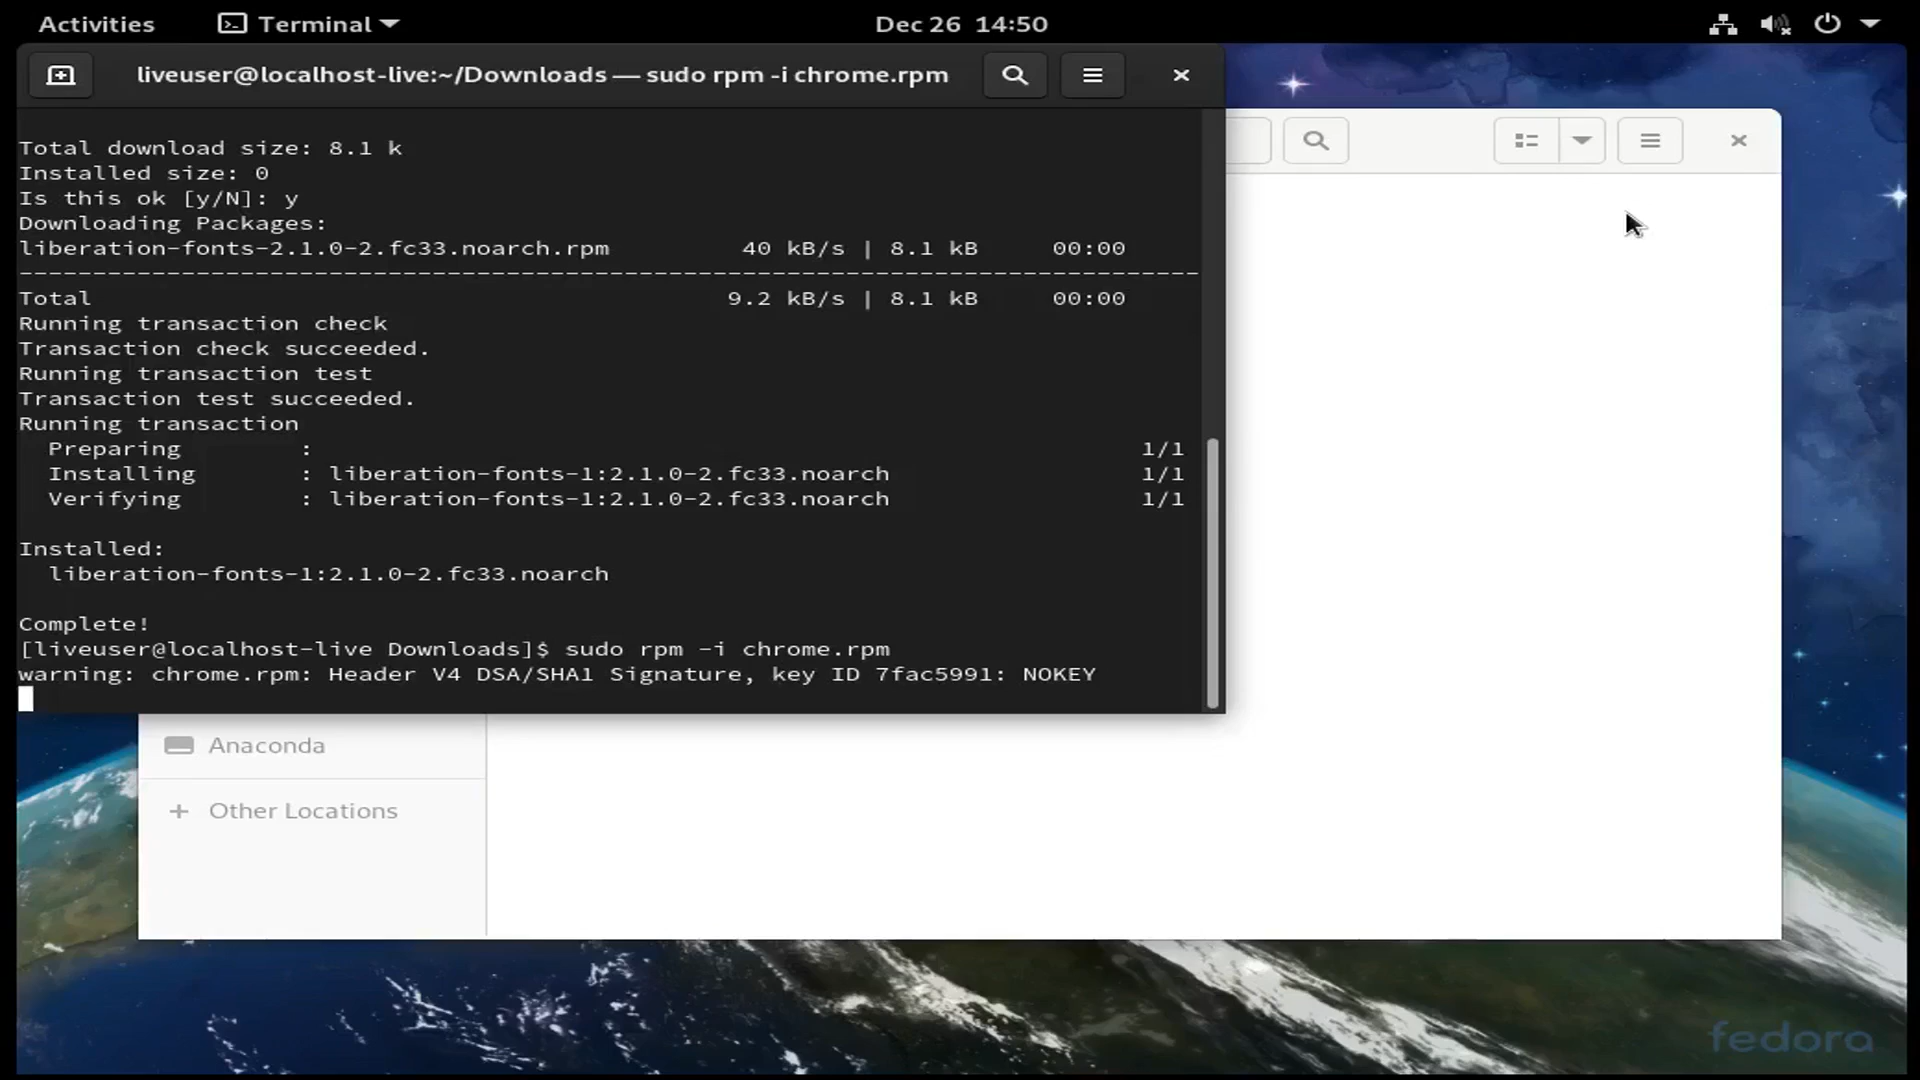 Activities
Terminal
Dec 26 14:50
liveuser@localhost-live:~/Downloads — sudo rpm -i chrome.rpm
Total download size: 8.1 k
Installed size: 0
Is this ok [y/N]: y
Downloading Packages:
liberation-fonts-2.1.0-2.fc33.noarch.rpm 40 kB/s | 8.1 kB 00:00
--------------------------------------------------------------------------------
Total 9.2 kB/s | 8.1 kB 00:00
Running transaction check
Transaction check succeeded.
Running transaction test
Transaction test succeeded.
Running transaction
Preparing : 1/1
Installing : liberation-fonts-1:2.1.0-2.fc33.noarch 1/1
Verifying : liberation-fonts-1:2.1.0-2.fc33.noarch 1/1
Installed:
liberation-fonts-1:2.1.0-2.fc33.noarch
Complete!
[liveuser@localhost-live Downloads]$ sudo rpm -i chrome.rpm
warning: chrome.rpm: Header V4 DSA/SHA1 Signature, key ID 7fac5991: NOKEY
Anaconda
+ Other Locations
fedora